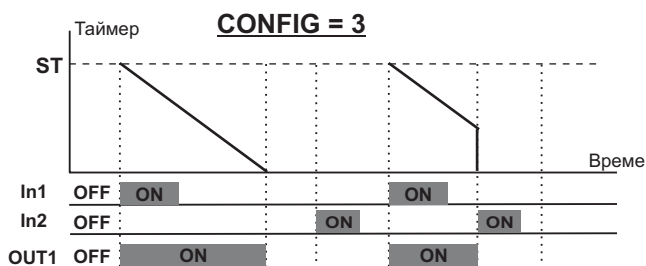 Таймер
CONFIG = 3
ST
Време
In1 OFF ON ON
In2 OFF ON ON
OUT1 OFF ON ON